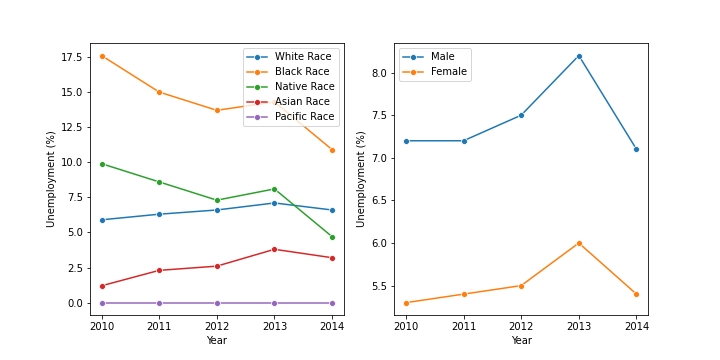 17.5
15.0
12.5
10.0
7.5
5.0
2.5
0.0
Unemployment (%)
White Race
Black Race
Native Race
Asian Race
Pacific Race
2010 2011 2012 2013 2014
Year
8.0
7.5
7.0
6.5
6.0
5.5
Unemployment (%)
Male
Female
2010 2011 2012 2013 2014
Year